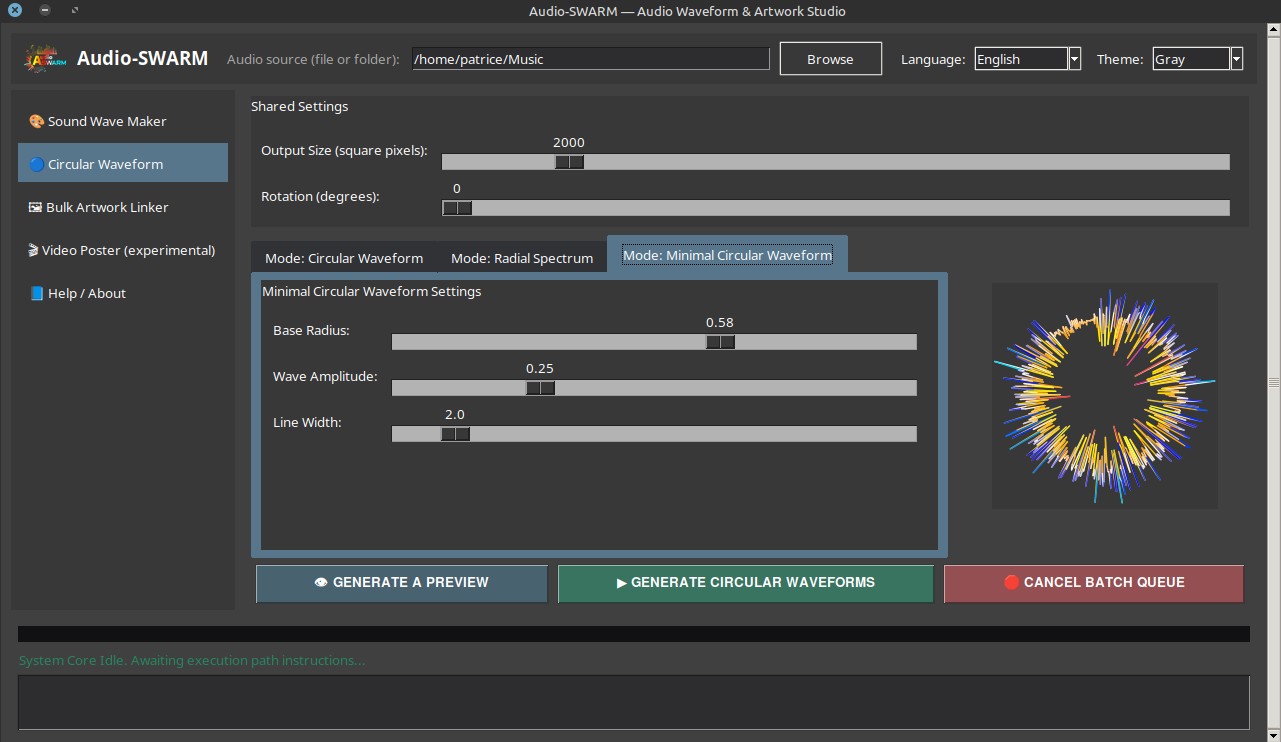 Audio-SWARM — Audio Waveform & Artwork Studio
Audio-SWARM
Audio source (file or folder):
/home/patrice/Music
Browse
Language:
English
Theme:
Gray
Sound Wave Maker
Circular Waveform
Bulk Artwork Linker
Video Poster (experimental)
Help / About
Shared Settings
2000
Output Size (square pixels):
0
Rotation (degrees):
Mode: Circular Waveform
Mode: Radial Spectrum
Mode: Minimal Circular Waveform
Minimal Circular Waveform Settings
0.58
Base Radius:
0.25
Wave Amplitude:
2.0
Line Width:
GENERATE A PREVIEW
GENERATE CIRCULAR WAVEFORMS
CANCEL BATCH QUEUE
System Core Idle. Awaiting execution path instructions...